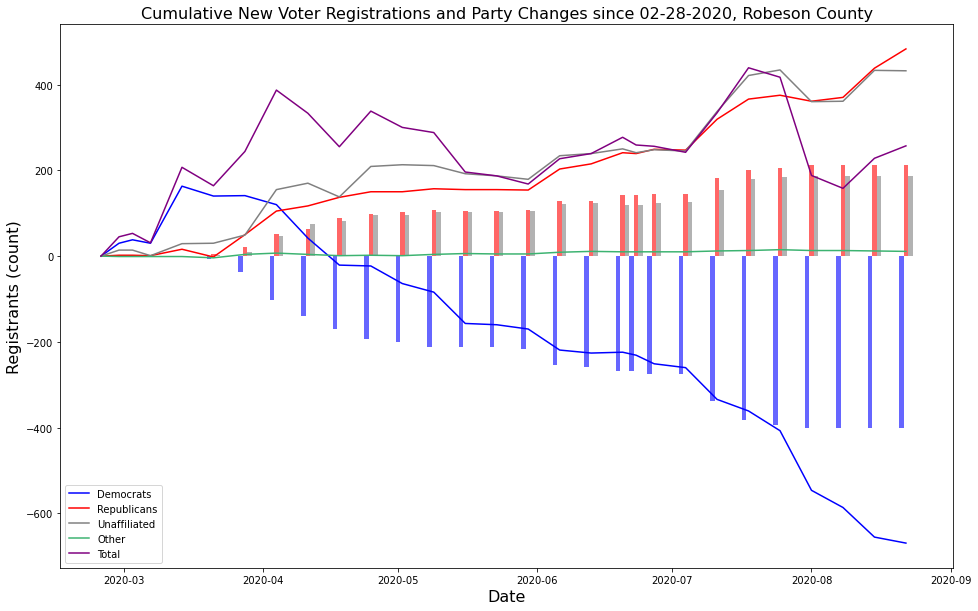 Cumulative New Voter Registrations and Party Changes since 02-28-2020, Robeson County
Registrants (count)
400
200
0
−200
−400
−600
Democrats
Republicans
Unaffiliated
Other
Total
2020-03
2020-04
2020-05
2020-06
2020-07
2020-08
2020-09
Date